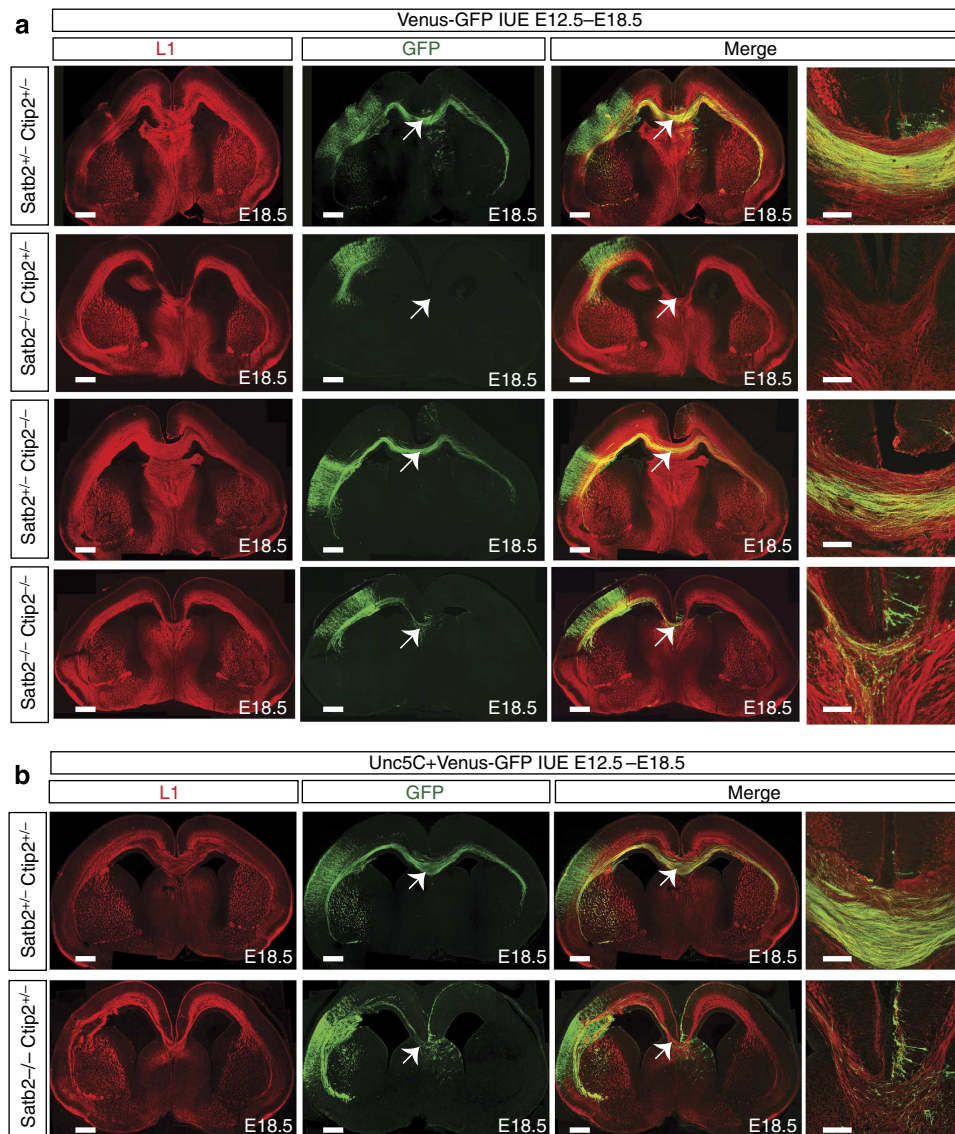 a
Venus-GFP IUE E12.5–E18.5
L1 GFP Merge
Satb2+/– Ctip2+/–
E18.5 E18.5 E18.5
Satb2–/– Ctip2+/–
E18.5 E18.5 E18.5
Satb2+/– Ctip2–/–
E18.5 E18.5 E18.5
Satb2–/– Ctip2–/–
E18.5 E18.5 E18.5
b
Unc5C+Venus-GFP IUE E12.5–E18.5
L1 GFP Merge
Satb2+/– Ctip2+/–
E18.5 E18.5 E18.5
Satb2–/– Ctip2+/–
E18.5 E18.5 E18.5